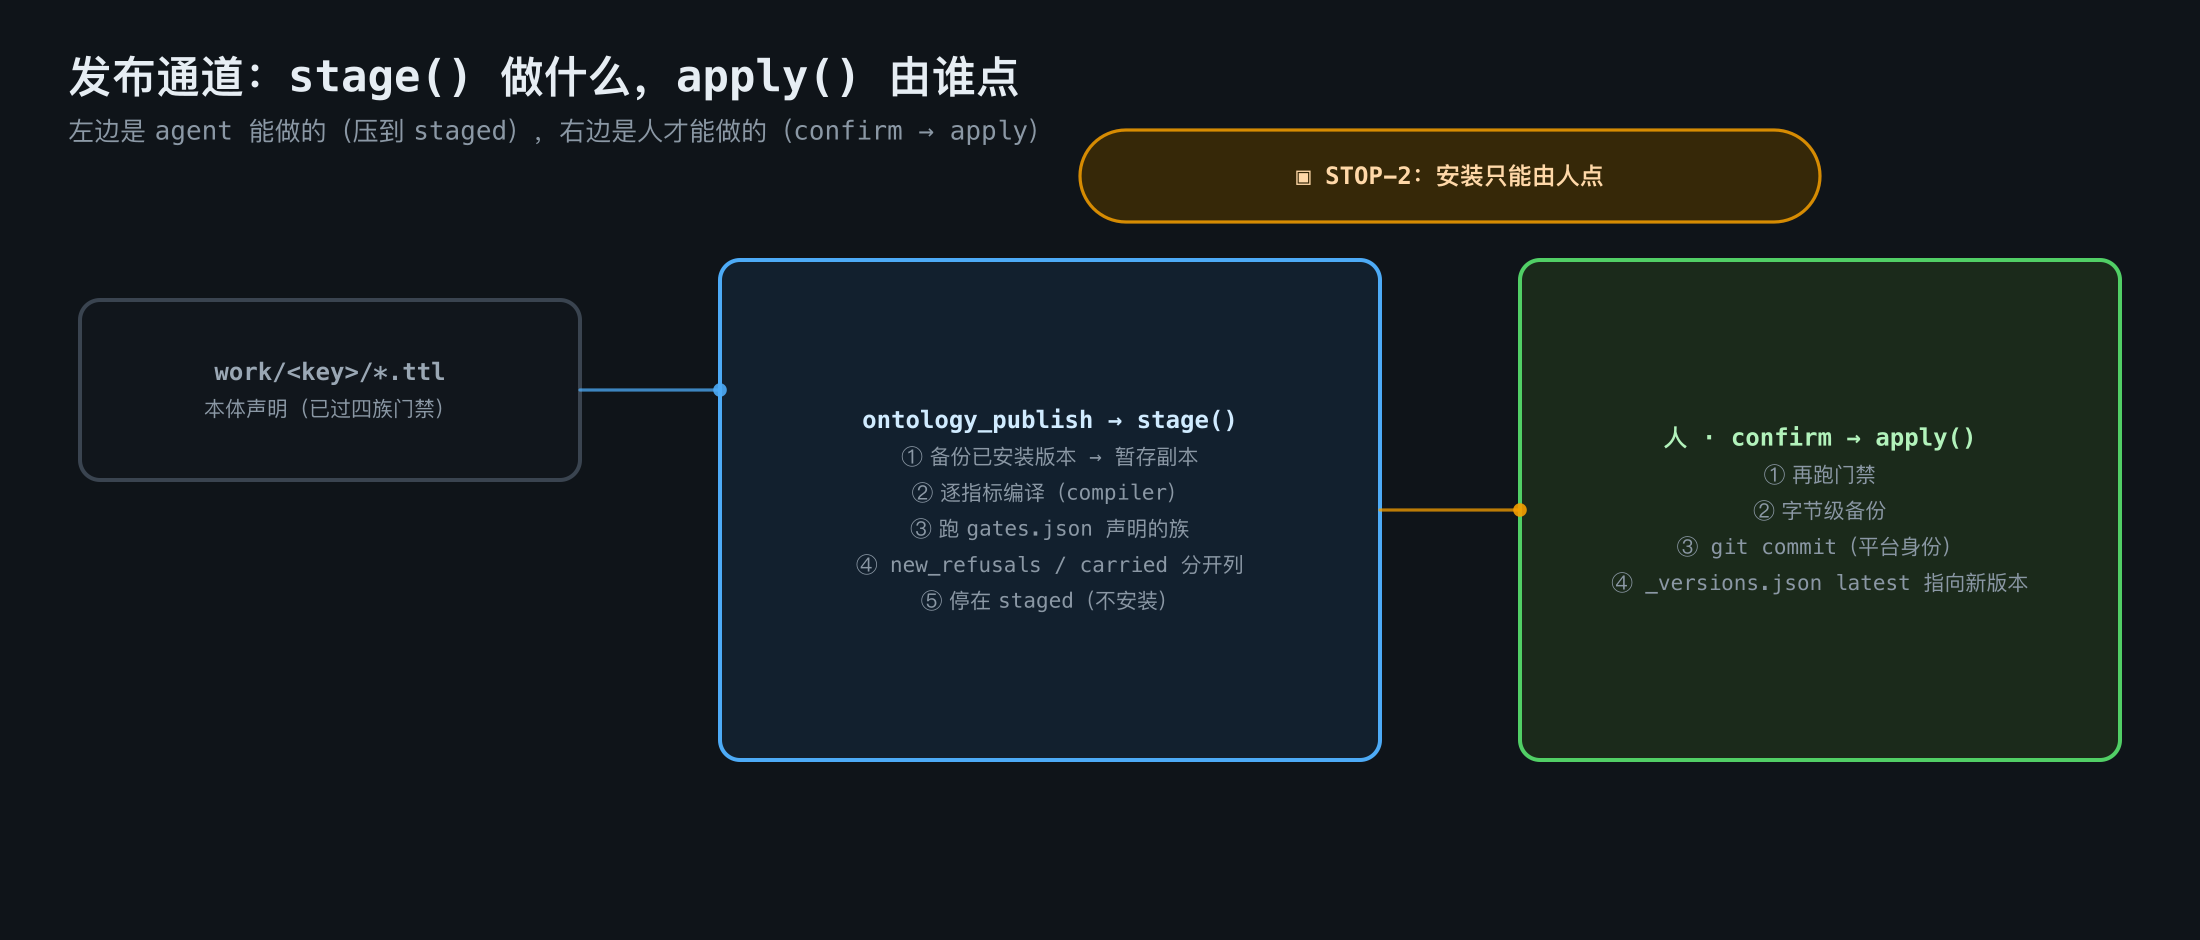 发布通道：stage() 做什么，apply() 由谁点
左边是 agent 能做的（压到 staged），右边是人才能做的（confirm → apply）
▣ STOP-2：安装只能由人点
work/<key>/*.ttl
本体声明（已过四族门禁）
ontology_publish → stage()
① 备份已安装版本 → 暂存副本
② 逐指标编译（compiler）
③ 跑 gates.json 声明的族
④ new_refusals / carried 分开列
⑤ 停在 staged（不安装）
人 · confirm → apply()
① 再跑门禁
② 字节级备份
③ git commit（平台身份）
④ _versions.json latest 指向新版本